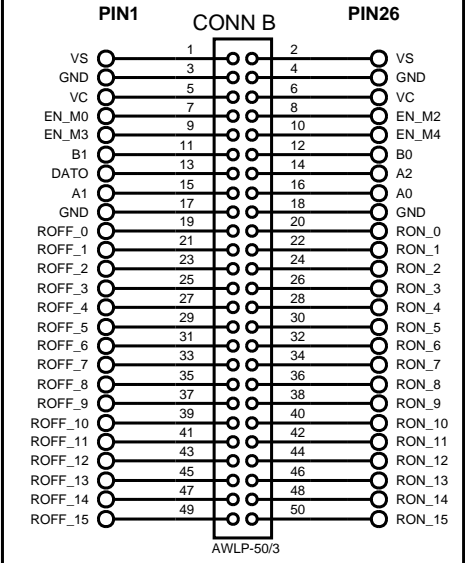 PIN1 CONN B PIN26
VS 1 2 VS
GND 3 4 GND
VC 5 6 VC
EN_M0 7 8 EN_M2
EN_M3 9 10 EN_M4
B1 11 12 B0
DATO 13 14 A2
A1 15 16 A0
GND 17 18 GND
ROFF_0 19 20 RON_0
ROFF_1 21 22 RON_1
ROFF_2 23 24 RON_2
ROFF_3 25 26 RON_3
ROFF_4 27 28 RON_4
ROFF_5 29 30 RON_5
ROFF_6 31 32 RON_6
ROFF_7 33 34 RON_7
ROFF_8 35 36 RON_8
ROFF_9 37 38 RON_9
ROFF_10 39 40 RON_10
ROFF_11 41 42 RON_11
ROFF_12 43 44 RON_12
ROFF_13 45 46 RON_13
ROFF_14 47 48 RON_14
ROFF_15 49 50 RON_15
AWLP-50/3